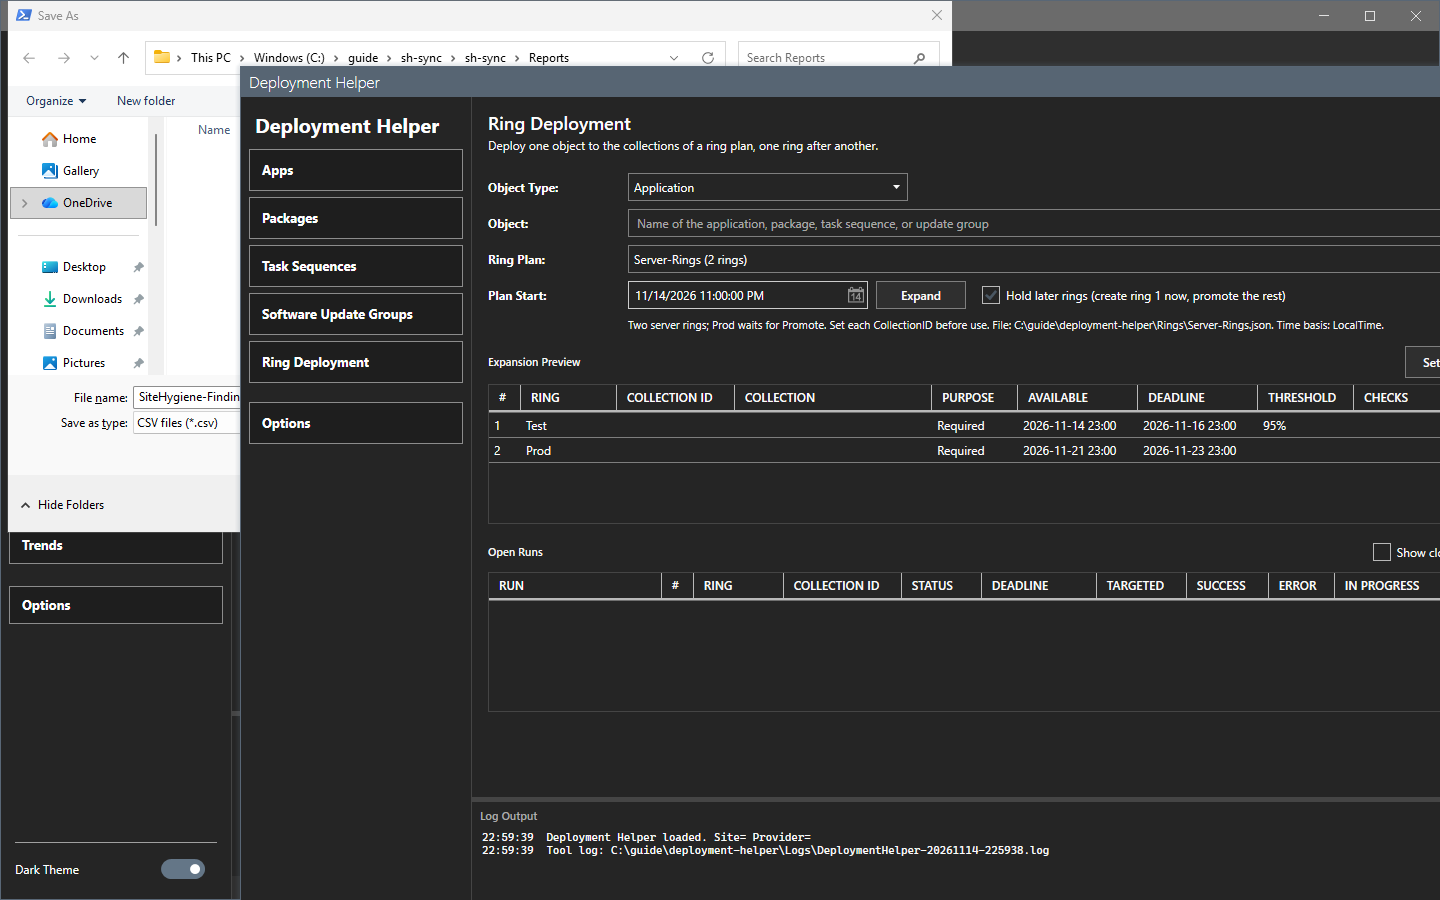 Save As
This PC > Windows (C:) > guide > sh-sync > sh-sync > Reports
Search Reports
Organize
New folder
Home
Gallery
OneDrive
Desktop
Downloads
Documents
Pictures
Name
File name: SiteHygiene-Findin
Save as type: CSV files (*.csv)
Hide Folders
Trends
Options
Dark Theme
Deployment Helper
Deployment Helper
Apps
Packages
Task Sequences
Software Update Groups
Ring Deployment
Options
Ring Deployment
Deploy one object to the collections of a ring plan, one ring after another.
Object Type: Application
Object: Name of the application, package, task sequence, or update group
Ring Plan: Server-Rings (2 rings)
Plan Start: 11/14/2026 11:00:00 PM 14 Expand Hold later rings (create ring 1 now, promote the rest)
Two server rings; Prod waits for Promote. Set each CollectionID before use. File: C:\guide\deployment-helper\Rings\Server-Rings.json. Time basis: LocalTime.
Expansion Preview
Set
# RING COLLECTION ID COLLECTION PURPOSE AVAILABLE DEADLINE THRESHOLD CHECKS
1 Test Required 2026-11-14 23:00 2026-11-16 23:00 95%
2 Prod Required 2026-11-21 23:00 2026-11-23 23:00
Open Runs
Show clo
RUN # RING COLLECTION ID STATUS DEADLINE TARGETED SUCCESS ERROR IN PROGRESS
Log Output
22:59:39 Deployment Helper loaded. Site= Provider=
22:59:39 Tool log: C:\guide\deployment-helper\Logs\DeploymentHelper-20261114-225938.log